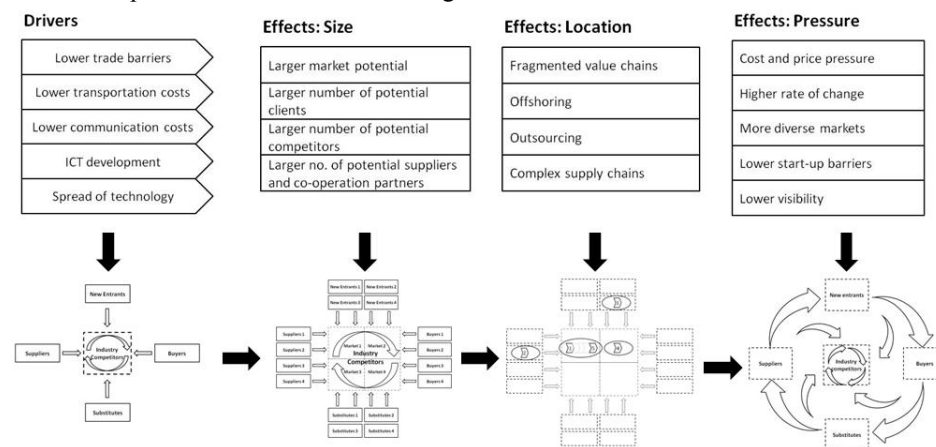 Drivers
Lower trade barriers
Lower transportation costs
Lower communication costs
ICT development
Spread of technology
Effects: Size
Larger market potential
Larger number of potential
clients
Larger number of potential
competitors
Larger no. of potential suppliers
and co-operation partners
Effects: Location
Fragmented value chains
Offshoring
Outsourcing
Complex supply chains
Effects: Pressure
Cost and price pressure
Higher rate of change
More diverse markets
Lower start-up barriers
Lower visibility
New Entrants
Suppliers
Industry
Competitors
Buyers
Substitutes
New Entrants 1
New Entrants 2
New Entrants 3
New Entrants 4
Suppliers 1
Suppliers 2
Suppliers 3
Suppliers 4
Market 1
Market 2
Industry
Competitors
Market 3
Market 4
Buyers 1
Buyers 2
Buyers 3
Buyers 4
Substitutes 1
Substitutes 2
Substitutes 3
Substitutes 4
New entrants
Suppliers
Industry
competitors
Buyers
Substitutes